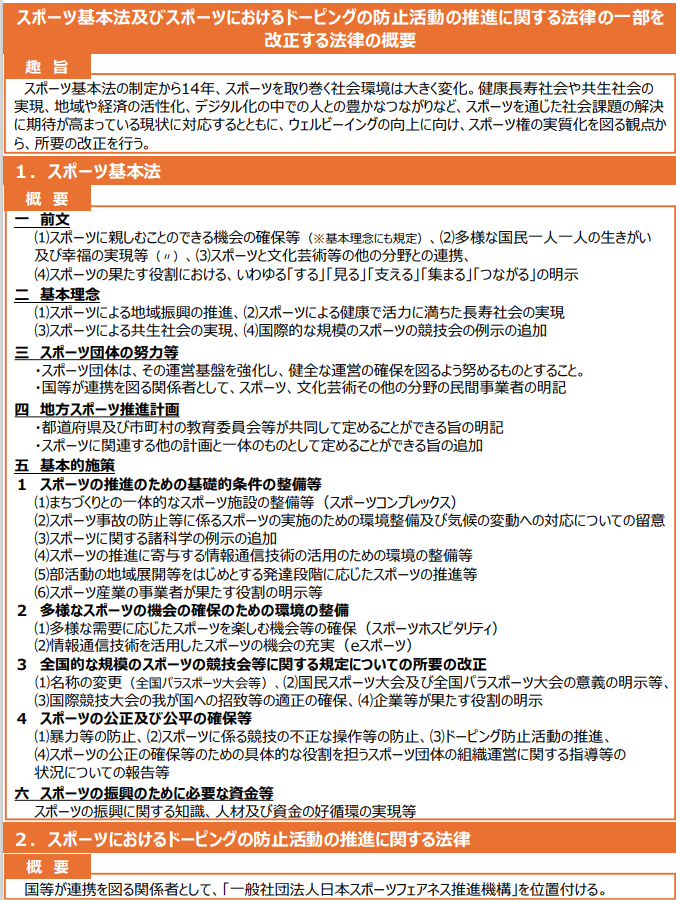 スポーツ基本法及びスポーツにおけるドーピングの防止活動の推進に関する法律の一部を
改正する法律の概要
趣 旨
スポーツ基本法の制定から14年、スポーツを取り巻く社会環境は大きく変化。健康長寿社会や共生社会の
実現、地域や経済の活性化、デジタル化の中での人との豊かなつながりなど、スポーツを通じた社会課題の解決
に期待が高まっている現状に対応するとともに、ウェルビーイングの向上に向け、スポーツ権の実質化を図る観点か
ら、所要の改正を行う。
１．スポーツ基本法
概 要
一 前文
⑴スポーツに親しむことのできる機会の確保等（※基本理念にも規定）、⑵多様な国民一人一人の生きがい
及び幸福の実現等（〃）、⑶スポーツと文化芸術等の他の分野との連携、
⑷スポーツの果たす役割における、いわゆる「する」「見る」「支える」「集まる」「つながる」の明示
二 基本理念
⑴スポーツによる地域振興の推進、⑵スポーツによる健康で活力に満ちた長寿社会の実現
⑶スポーツによる共生社会の実現、⑷国際的な規模のスポーツの競技会の例示の追加
三 スポーツ団体の努力等
・スポーツ団体は、その運営基盤を強化し、健全な運営の確保を図るよう努めるものとすること。
・国等が連携を図る関係者として、スポーツ、文化芸術その他の分野の民間事業者の明記
四 地方スポーツ推進計画
・都道府県及び市町村の教育委員会等が共同して定めることができる旨の明記
・スポーツに関連する他の計画と一体のものとして定めることができる旨の追加
五 基本的施策
１ スポーツの推進のための基礎的条件の整備等
⑴まちづくりとの一体的なスポーツ施設の整備等（スポーツコンプレックス）
⑵スポーツ事故の防止等に係るスポーツの実施のための環境整備及び気候の変動への対応についての留意
⑶スポーツに関する諸科学の例示の追加
⑷スポーツの推進に寄与する情報通信技術の活用のための環境の整備等
⑸部活動の地域展開等をはじめとする発達段階に応じたスポーツの推進等
⑹スポーツ産業の事業者が果たす役割の明示等
２ 多様なスポーツの機会の確保のための環境の整備
⑴多様な需要に応じたスポーツを楽しむ機会等の確保（スポーツホスピタリティ）
⑵情報通信技術を活用したスポーツの機会の充実（eスポーツ）
３ 全国的な規模のスポーツの競技会等に関する規定についての所要の改正
⑴名称の変更（全国パラスポーツ大会等）、⑵国民スポーツ大会及び全国パラスポーツ大会の意義の明示等、
⑶国際競技大会の我が国への招致等の適正の確保、⑷企業等が果たす役割の明示
４ スポーツの公正及び公平の確保等
⑴暴力等の防止、⑵スポーツに係る競技の不正な操作等の防止、⑶ドーピング防止活動の推進、
⑷スポーツの公正の確保等のための具体的な役割を担うスポーツ団体の組織運営に関する指導等の
状況についての報告等
六 スポーツの振興のために必要な資金等
スポーツの振興に関する知識、人材及び資金の好循環の実現等
２．スポーツにおけるドーピングの防止活動の推進に関する法律
概 要
国等が連携を図る関係者として、「一般社団法人日本スポーツフェアネス推進機構」を位置付ける。